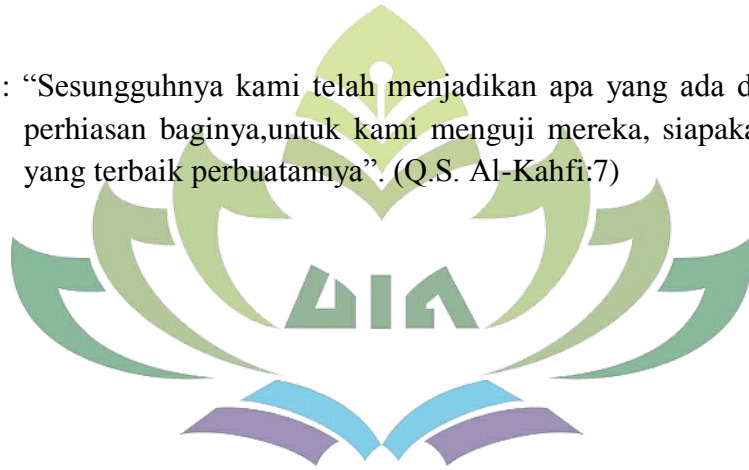 : “Sesungguhnya kami telah menjadikan apa yang ada d
perhiasan baginya,untuk kami menguji mereka, siapaka
yang terbaik perbuatannya”. (Q.S. Al-Kahfi:7)
UIN